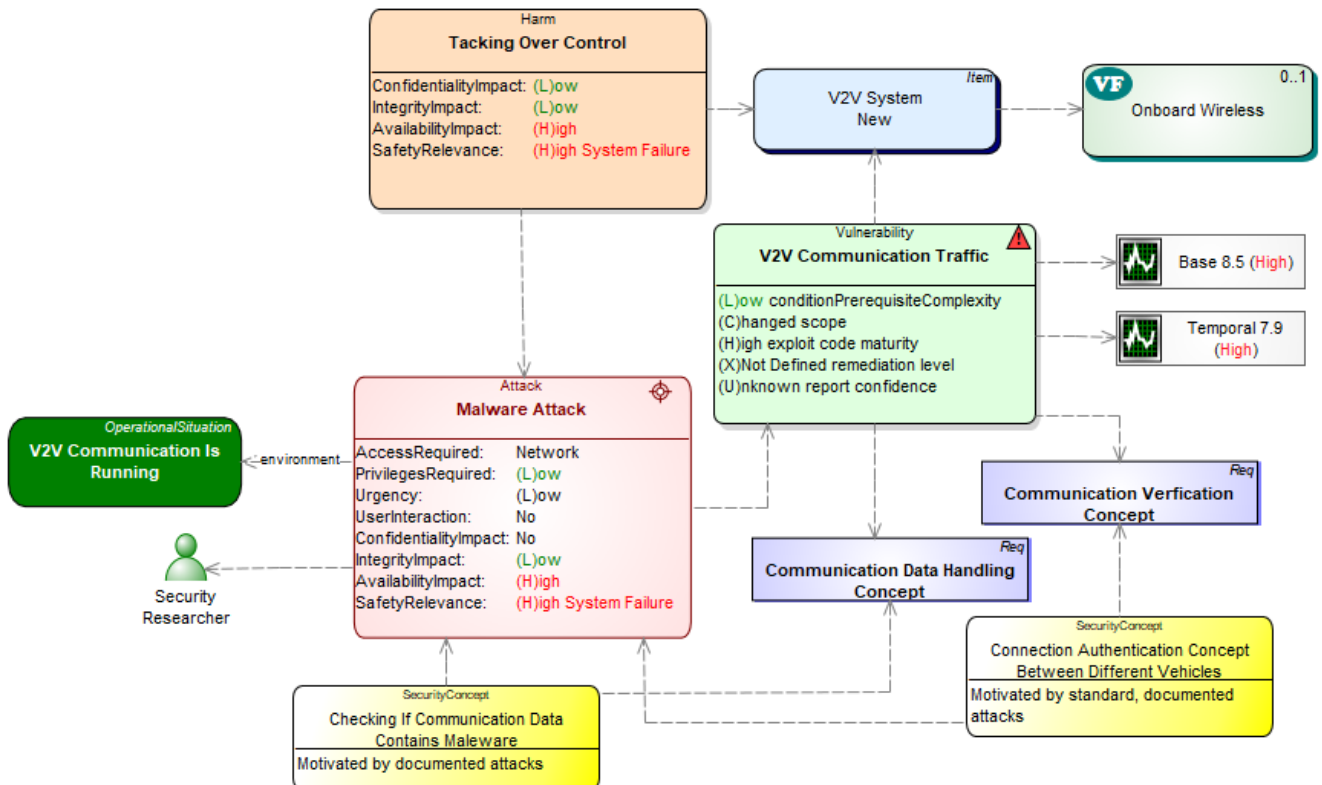 Harm
Tacking Over Control
ConfidentialityImpact: (L)ow
IntegrityImpact: (L)ow
AvailabilityImpact: (H)igh
SafetyRelevance: (H)igh System Failure
Item
V2V System
New
VF
0..1
Onboard Wireless
Vulnerability
V2V Communication Traffic
(L)ow conditionPrerequisiteComplexity
(C)hanged scope
(H)igh exploit code maturity
(X)Not Defined remediation level
(U)nknown report confidence
Base 8.5 (High)
Temporal 7.9
(High)
Attack
Malware Attack
AccessRequired: Network
PrivilegesRequired: (L)ow
Urgency: (L)ow
UserInteraction: No
ConfidentialityImpact: No
IntegrityImpact: (L)ow
AvailabilityImpact: (H)igh
SafetyRelevance: (H)igh System Failure
OperationalSituation
V2V Communication Is
Running
environment
Security
Researcher
Req
Communication Verfication
Concept
Req
Communication Data Handling
Concept
SecurityConcept
Connection Authentication Concept
Between Different Vehicles
Motivated by standard, documented
attacks
SecurityConcept
Checking If Communication Data
Contains Maleware
Motivated by documented attacks